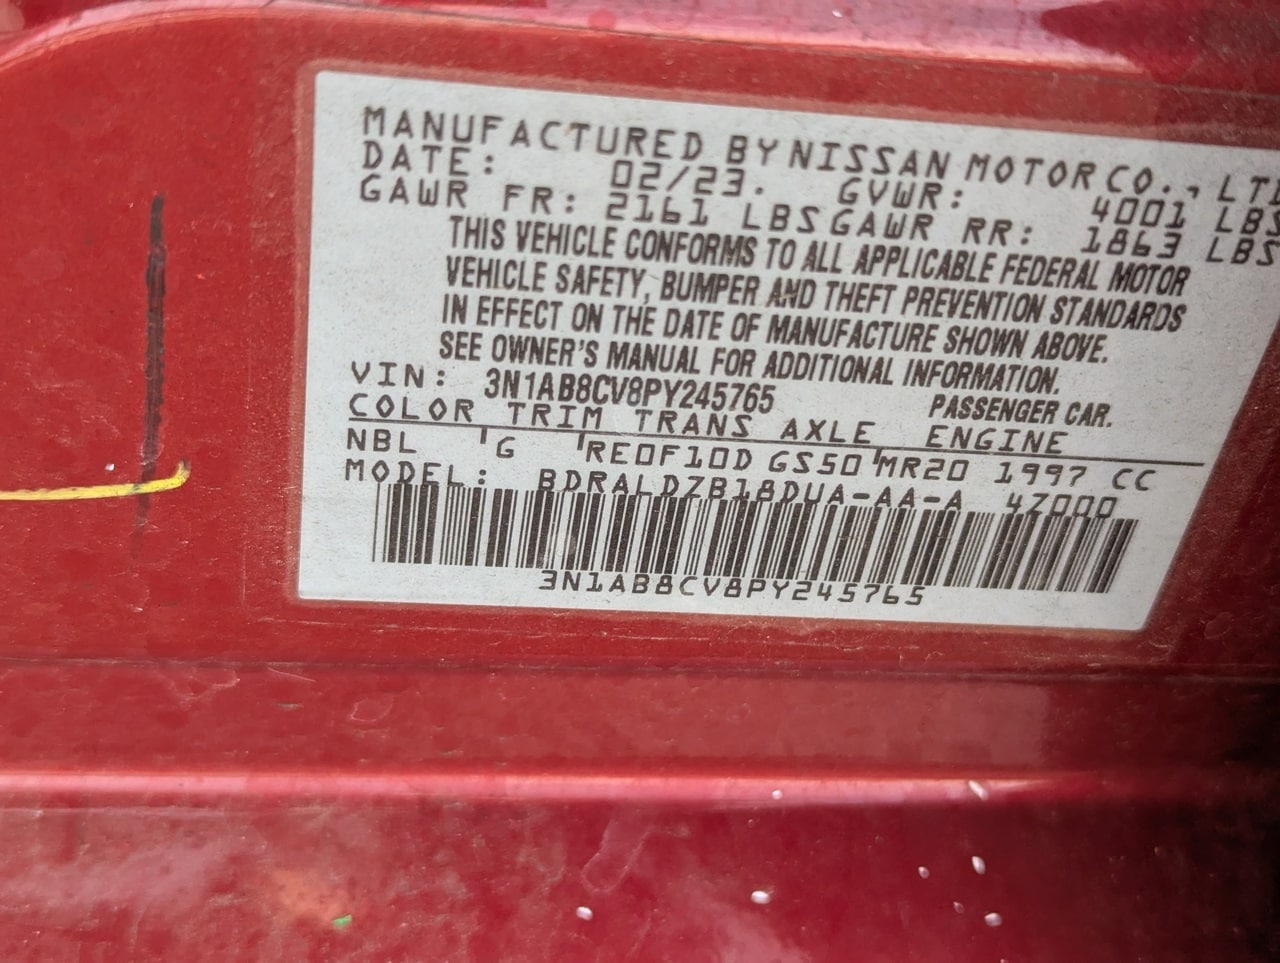 MANUFACTURED BY NISSAN MOTOR CO., LTD
DATE: 02/23. GVWR: 4001 LBS
GAWR FR: 2161 LBS GAWR RR: 1863 LBS
THIS VEHICLE CONFORMS TO ALL APPLICABLE FEDERAL MOTOR
VEHICLE SAFETY, BUMPER AND THEFT PREVENTION STANDARDS
IN EFFECT ON THE DATE OF MANUFACTURE SHOWN ABOVE.
SEE OWNER'S MANUAL FOR ADDITIONAL INFORMATION.
VIN: 3N1AB8CV8PY245765 PASSENGER CAR.
COLOR TRIM TRANS AXLE ENGINE
NBL G RE0F10D GS50 MR20 1997 CC
MODEL: BDRALDZB18DUA-AA-A 4Z000
3N1AB8CV8PY245765